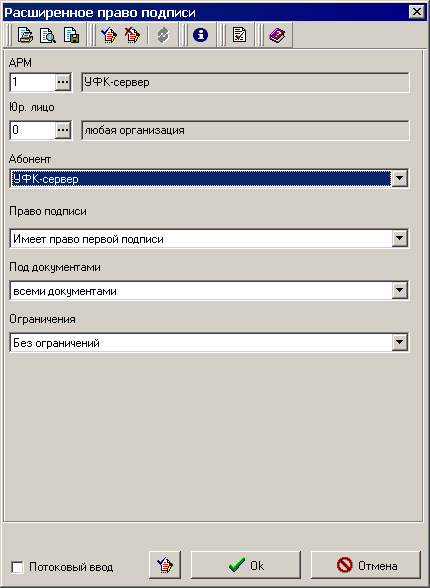 Расширенное право подписи
АРМ
1 ... УФК-сервер
Юр. лицо
0 ... любая организация
Абонент
УФК-сервер
Право подписи
Имеет право первой подписи
Под документами
всеми документами
Ограничения
Без ограничений
Потоковый ввод Ok Отмена